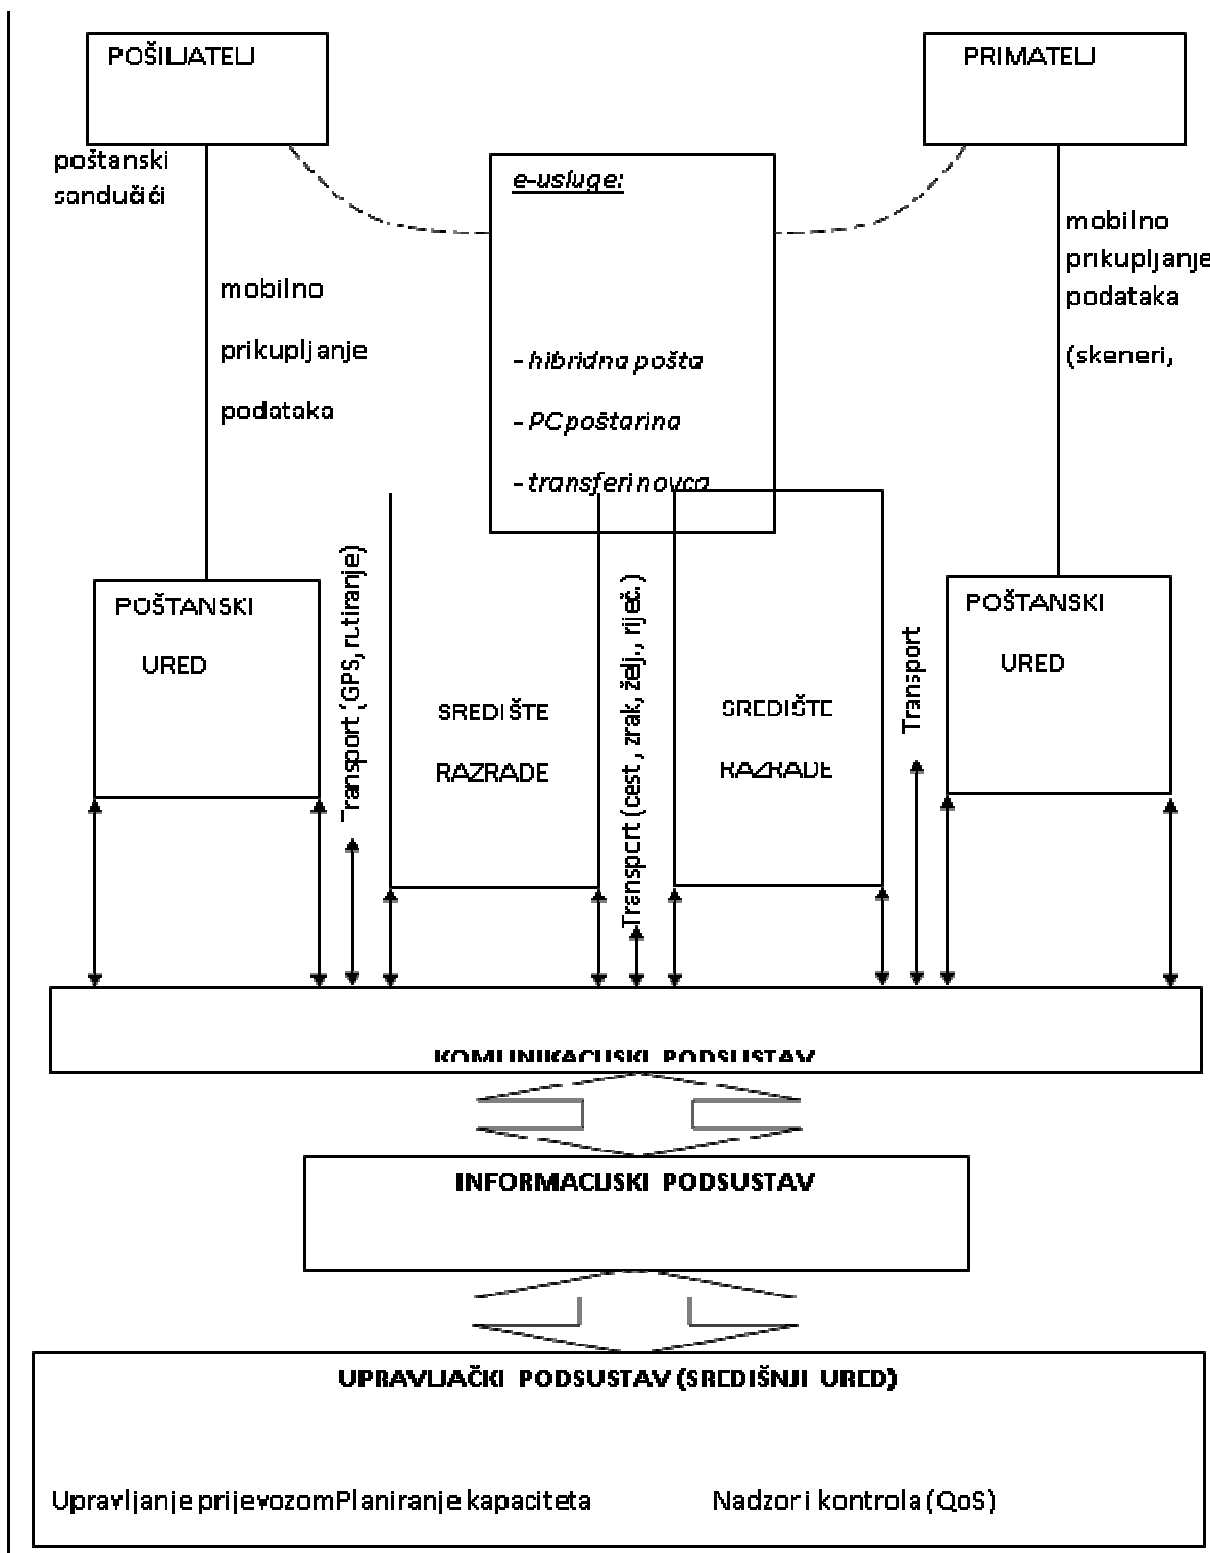 POŠILJATELJ
PRIMATELJ
poštanski
sandučići
e-usluge:
mobilno
prikupljanje
podataka
(skeneri,
mobilno
prikupljanje
podataka
- hibridna pošta
- PC poštarina
- transferi novca
POŠTANSKI
URED
Transport (GPS, rutiranje)
SREDIŠTE
RAZRADE
Transport (cest, zrak, želj., riječ.)
SREDIŠTE
RAZRADE
Transport
POŠTANSKI
URED
KOMUNIKACIJSKI PODSUSTAV
INFORMACIJSKI PODSUSTAV
UPRAVLJAČKI PODSUSTAV (SREDIŠNJI URED)
Upravljanje prijevozom Planiranje kapaciteta Nadzor i kontrola (QoS)